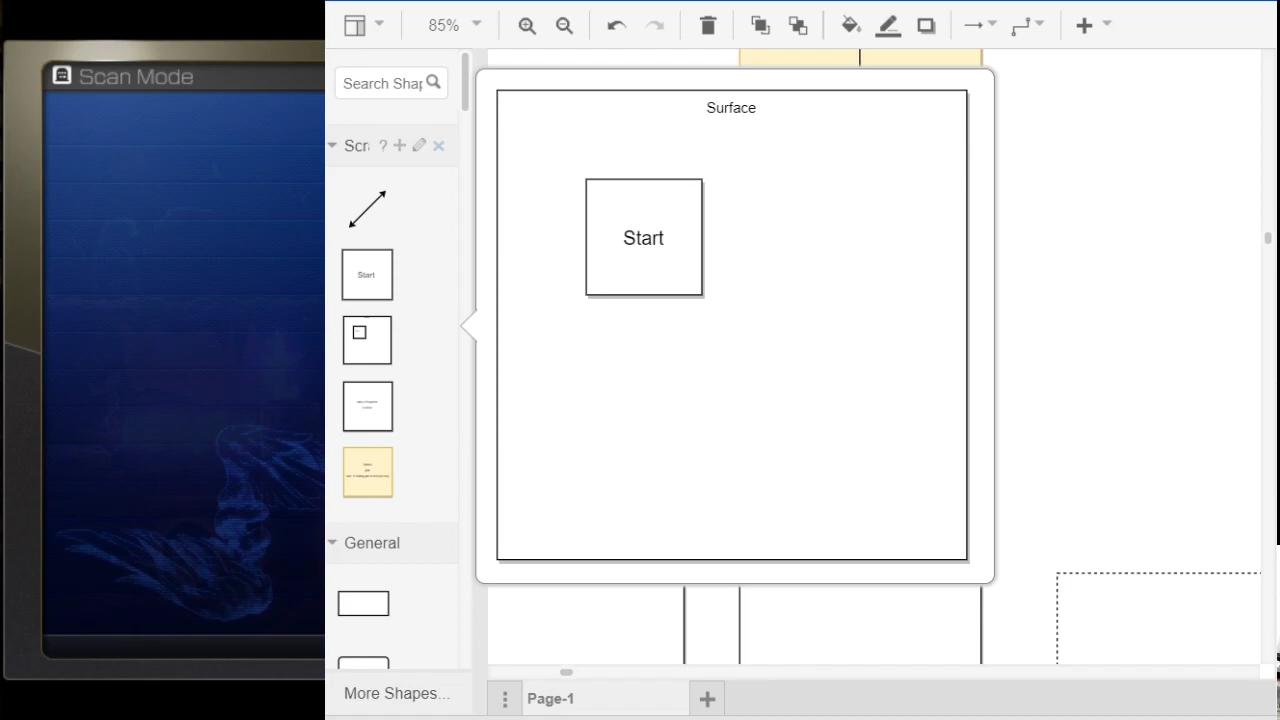 Scan Mode
85%
Search Shap
Scr
?
Surface
Start
Start
General
More Shapes...
Page-1